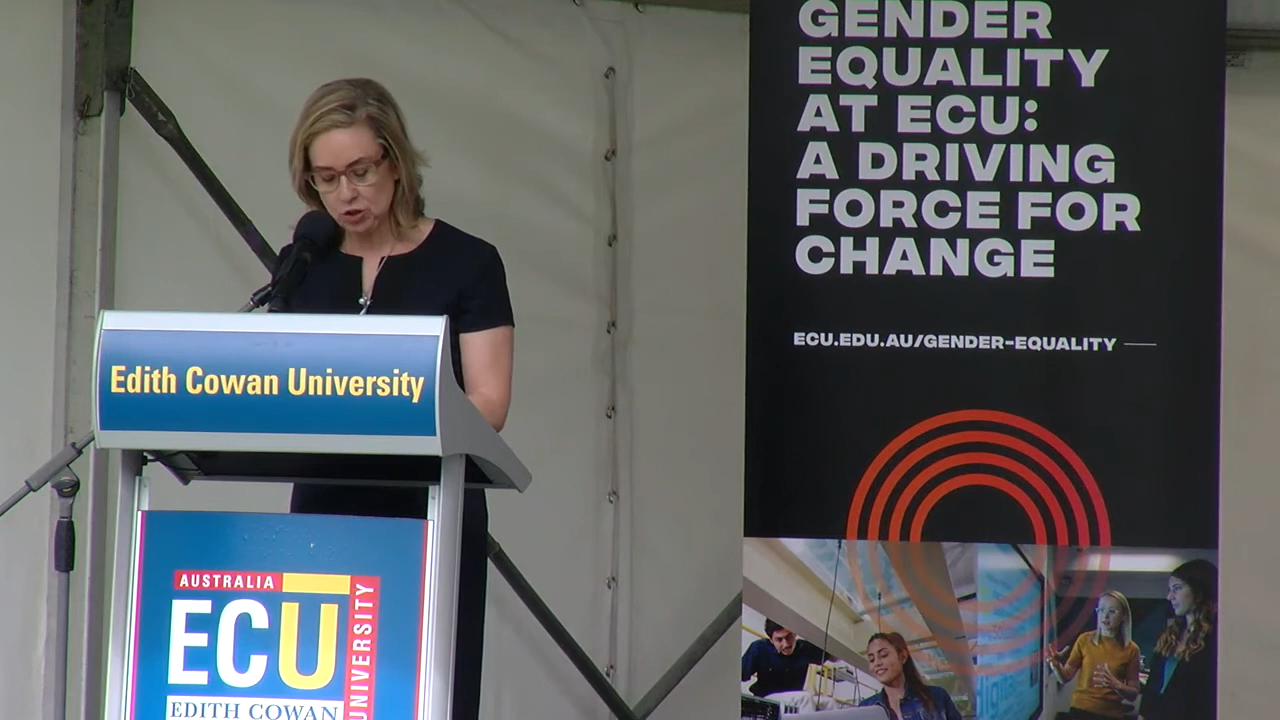 GENDER
EQUALITY
AT ECU:
A DRIVING
FORCE FOR
CHANGE
ECU.EDU.AU/GENDER-EQUALITY
Edith Cowan University
AUSTRALIA
ECU
UNIVERSITY
EDITH COWAN